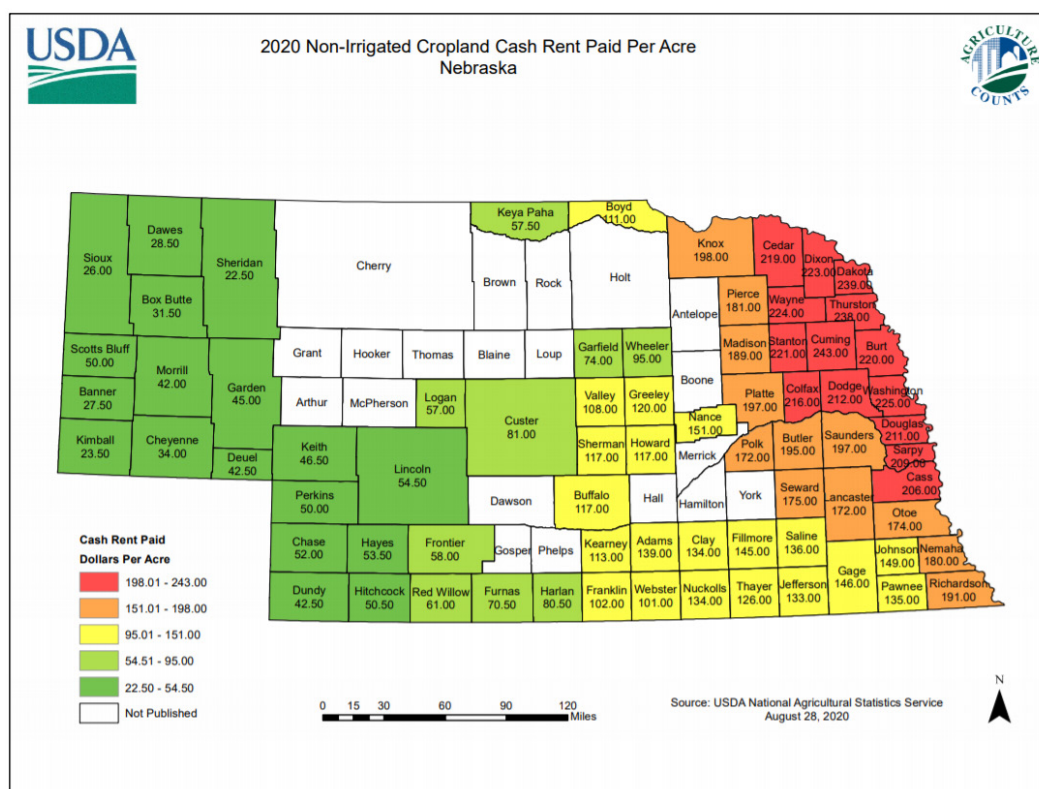 USDA
2020 Non-Irrigated Cropland Cash Rent Paid Per Acre
Nebraska
AGRICULTURE
COUNTS
Sioux
26.00
Dawes
28.50
Sheridan
22.50
Box Butte
31.50
Scotts Bluff
50.00
Banner
27.50
Kimball
23.50
Morrill
42.00
Cheyenne
34.00
Garden
45.00
Deuel
42.50
Cherry
Keya Paha
57.50
Boyd
111.00
Brown
Rock
Holt
Knox
198.00
Cedar
219.00
Dixon
223.00
Dakota
239.00
Antelope
Pierce
181.00
Wayne
224.00
Thurston
238.00
Grant
Hooker
Thomas
Blaine
Loup
Garfield
74.00
Wheeler
95.00
Boone
Madison
189.00
Stanton
221.00
Cuming
243.00
Burt
220.00
Arthur
McPherson
Logan
57.00
Custer
81.00
Valley
108.00
Greeley
120.00
Nance
151.00
Platte
197.00
Colfax
216.00
Dodge
212.00
Washington
225.00
Douglas
211.00
Sarpy
209.00
Keith
46.50
Lincoln
54.50
Sherman
117.00
Howard
117.00
Merrick
Polk
172.00
Butler
195.00
Saunders
197.00
Cass
206.00
Perkins
50.00
Dawson
Buffalo
117.00
Hall
Hamilton
York
Seward
175.00
Lancaster
172.00
Otoe
174.00
Chase
52.00
Hayes
53.50
Frontier
58.00
Gosper
Phelps
Kearney
113.00
Adams
139.00
Clay
134.00
Fillmore
145.00
Saline
136.00
Gage
146.00
Johnson
149.00
Nemaha
180.00
Dundy
42.50
Hitchcock
50.50
Red Willow
61.00
Furnas
70.50
Harlan
80.50
Franklin
102.00
Webster
101.00
Nuckolls
134.00
Thayer
126.00
Jefferson
133.00
Pawnee
135.00
Richardson
191.00
Cash Rent Paid
Dollars Per Acre
198.01 - 243.00
151.01 - 198.00
95.01 - 151.00
54.51 - 95.00
22.50 - 54.50
Not Published
0 15 30 60 90 120
Miles
Source: USDA National Agricultural Statistics Service
August 28, 2020
N